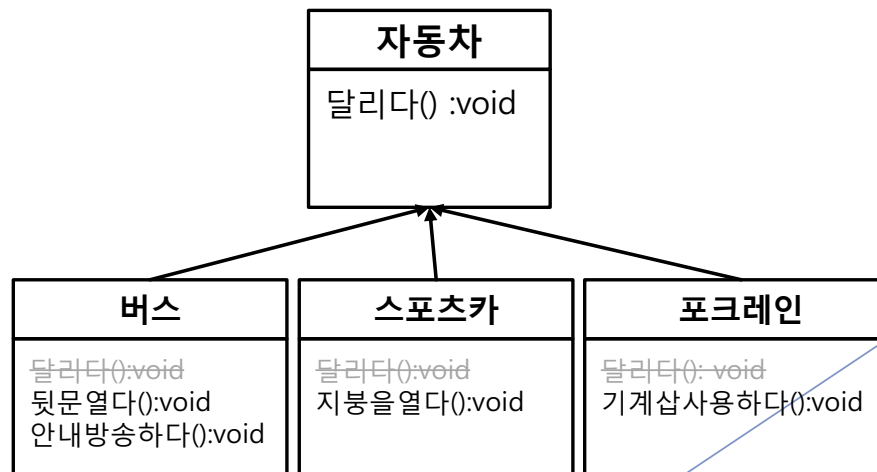 자동차
달리다() :void
버스
달리다():void
뒷문열다():void
안내방송하다():void
스포츠카
달리다():void
지붕을열다():void
포크레인
달리다(): void
기계삽사용하다():void